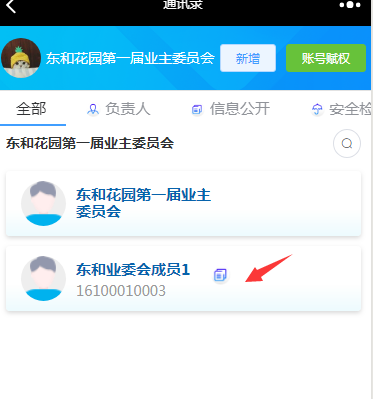 通讯录
东和花园第一届业主委员会 新增 账号赋权
全部 负责人 信息公开 安全检
东和花园第一届业主委员会
东和花园第一届业主
委员会
东和业委会成员1
16100010003